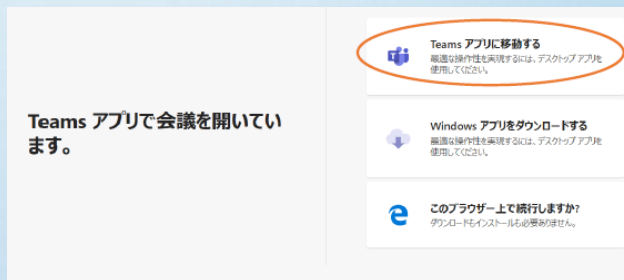 Teams アプリで会議を開いてい
ます。
Teams アプリに移動する
最適な操作性を実現するには、デスクトップ アプリを
使用してください。
Windows アプリをダウンロードする
最適な操作性を実現するには、デスクトップ アプリを
使用してください。
このブラウザー上で続行しますか?
ダウンロードもインストールも必要ありません。